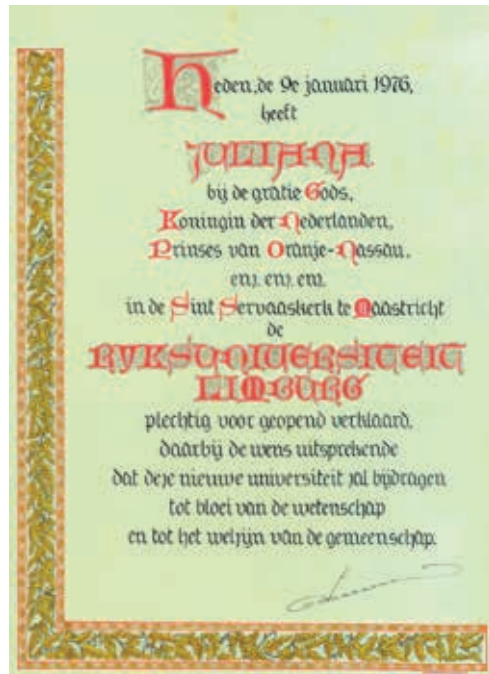 Heden, de 9e januari 1976,
heeft
JULIANA
bij de gratie Gods,
Koningin der Nederlanden,
Prinses van Oranje-Nassau,
enz. enz. enz.
in de Sint Servaaskerk te Maastricht
de
RYKSUNIVERSITEIT
LIMBURG
plechtig voor geopend verklaard,
daarbij de wens uitsprekende
dat deze nieuwe universiteit zal bijdragen
tot bloei van de wetenschap
en tot het welzijn van de gemeenschap.